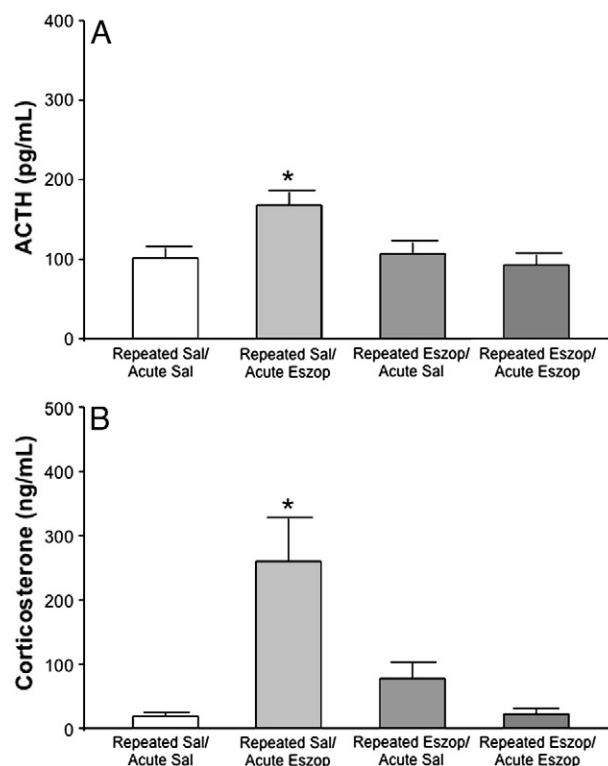 A
ACTH (pg/mL)
400
300
200
100
0
*
Repeated Sal/ Repeated Sal/ Repeated Eszop/ Repeated Eszop/
Acute Sal Acute Eszop Acute Sal Acute Eszop
B
Corticosterone (ng/mL)
500
400
300
200
100
0
*
Repeated Sal/ Repeated Sal/ Repeated Eszop/ Repeated Eszop/
Acute Sal Acute Eszop Acute Sal Acute Eszop